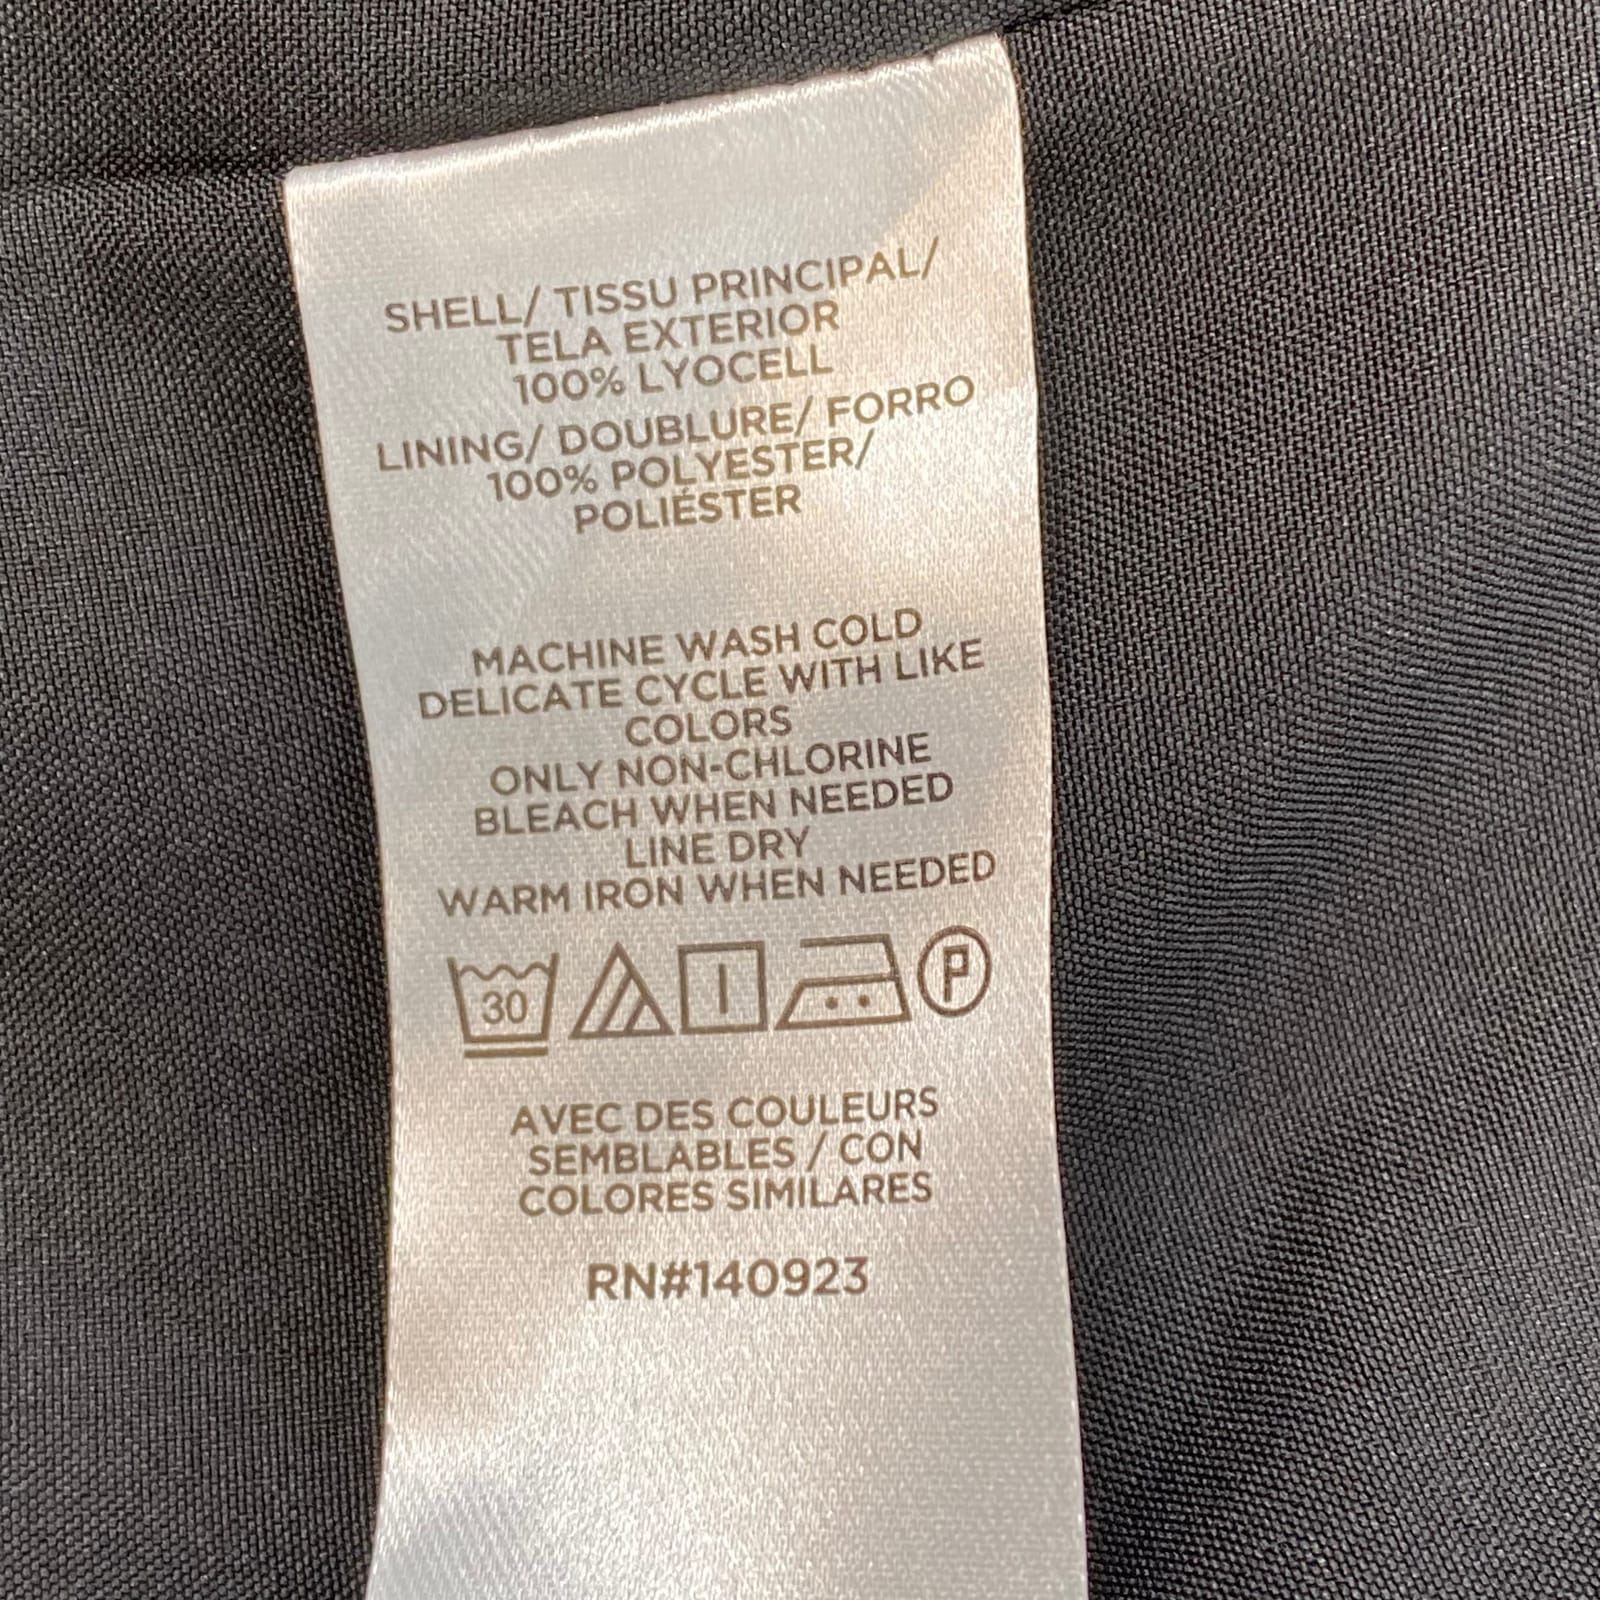 SHELL/ TISSU PRINCIPAL/
TELA EXTERIOR
100% LYOCELL
LINING/ DOUBLURE/ FORRO
100% POLYESTER/
POLIÉSTER
MACHINE WASH COLD
DELICATE CYCLE WITH LIKE
COLORS
ONLY NON-CHLORINE
BLEACH WHEN NEEDED
LINE DRY
WARM IRON WHEN NEEDED
30 P
AVEC DES COULEURS
SEMBLABLES / CON
COLORES SIMILARES
RN#140923